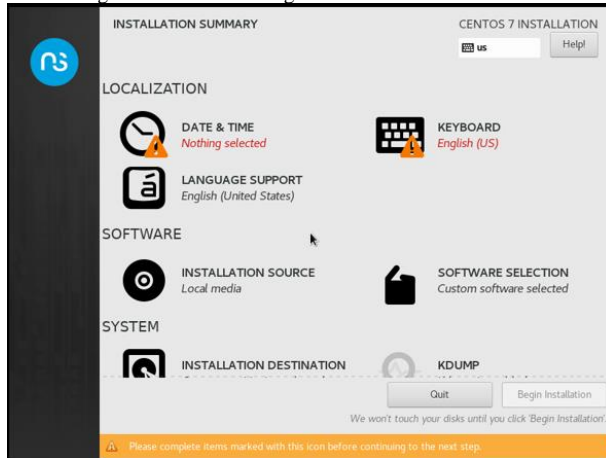 INSTALLATION SUMMARY
CENTOS 7 INSTALLATION
us
Help!
LOCALIZATION
DATE & TIME
Nothing selected
KEYBOARD
English (US)
LANGUAGE SUPPORT
English (United States)
SOFTWARE
INSTALLATION SOURCE
Local media
SOFTWARE SELECTION
Custom software selected
SYSTEM
INSTALLATION DESTINATION
KDUMP
Quit
Begin Installation
We won't touch your disks until you click 'Begin Installation'.
Please complete items marked with this icon before continuing to the next step.